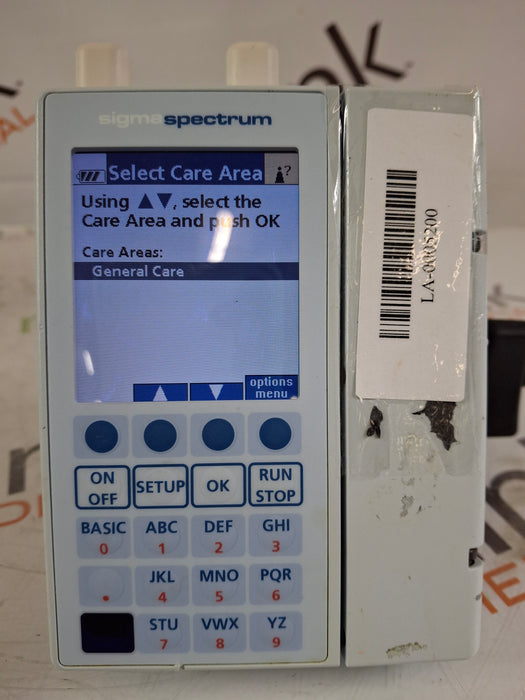 sigmaspectrum
Select Care Area ?
Using ▲▼, select the
Care Area and push OK
Care Areas:
General Care
options
menu
ON
OFF
SETUP
OK
RUN
STOP
BASIC
0
ABC
1
DEF
2
GHI
3
.
JKL
4
MNO
5
PQR
6
STU
7
VWX
8
YZ
9
LA-0005200